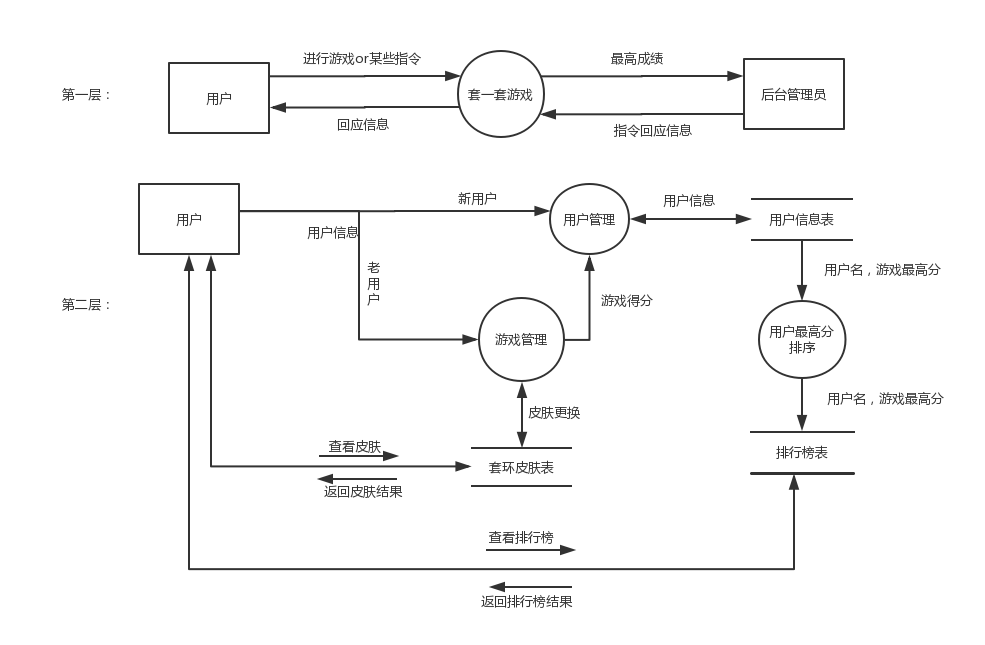 进行游戏or某些指令
最高成绩
第一层：
用户
套一套游戏
后台管理员
回应信息
指令回应信息
新用户
用户信息
用户
用户管理
用户信息表
用户信息
老
用
户
用户名，游戏最高分
第二层：
游戏得分
游戏管理
用户最高分
排序
用户名，游戏最高分
皮肤更换
查看皮肤
套环皮肤表
排行榜表
返回皮肤结果
查看排行榜
返回排行榜结果